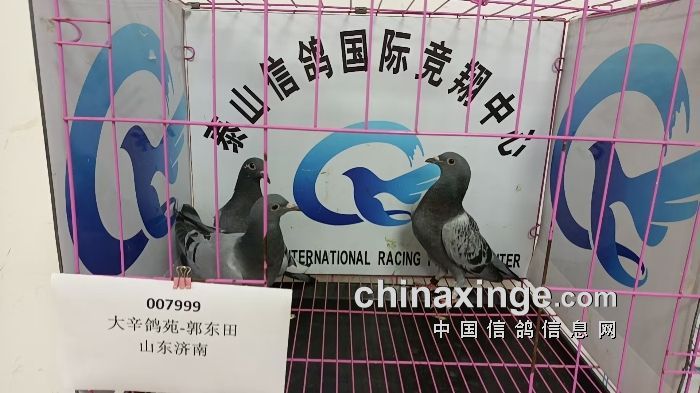 泰山信鸽国际竞翔中心
INTERNATIONAL RACING
007999
大辛鸽苑-郭东田
山东济南
chinaxinge.com
中国信鸽信息网